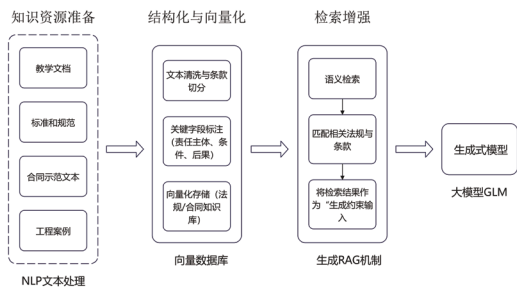 知识资源准备
结构化与向量化
检索增强
教学文档
标准和规范
合同示范文本
工程案例
NLP文本处理
文本清洗与条款
切分
关键字段标注
(责任主体、条
件、后果)
向量化存储（法
规/合同知识
库）
向量数据库
语义检索
匹配相关法规与
条款
将检索结果作
为“生成约束输
入
生成RAG机制
生成式模型
大模型GLM